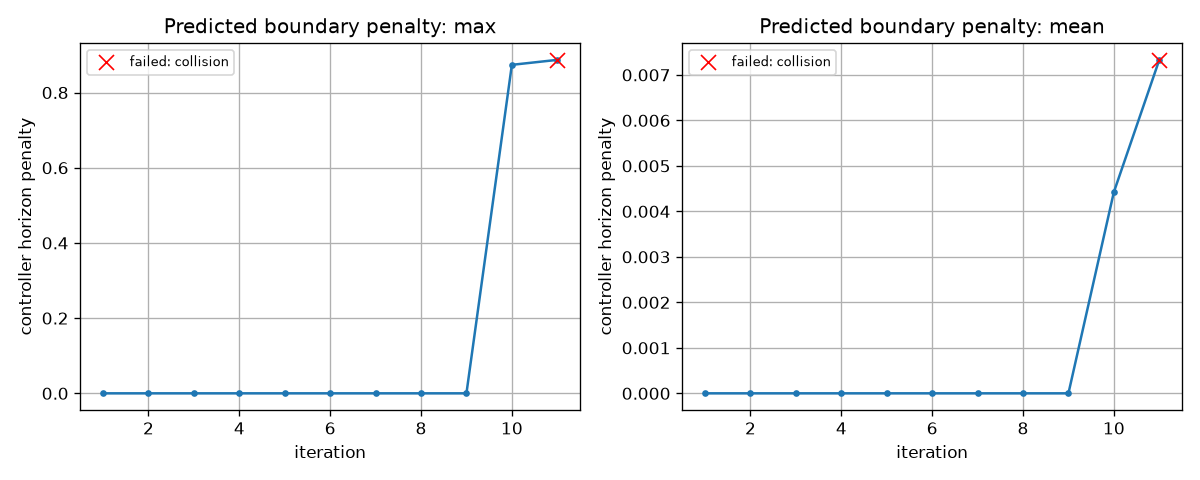 Predicted boundary penalty: max
failed: collision
controller horizon penalty
0.8
0.6
0.4
0.2
0.0
2 4 6 8 10
iteration
Predicted boundary penalty: mean
failed: collision
controller horizon penalty
0.007
0.006
0.005
0.004
0.003
0.002
0.001
0.000
2 4 6 8 10
iteration